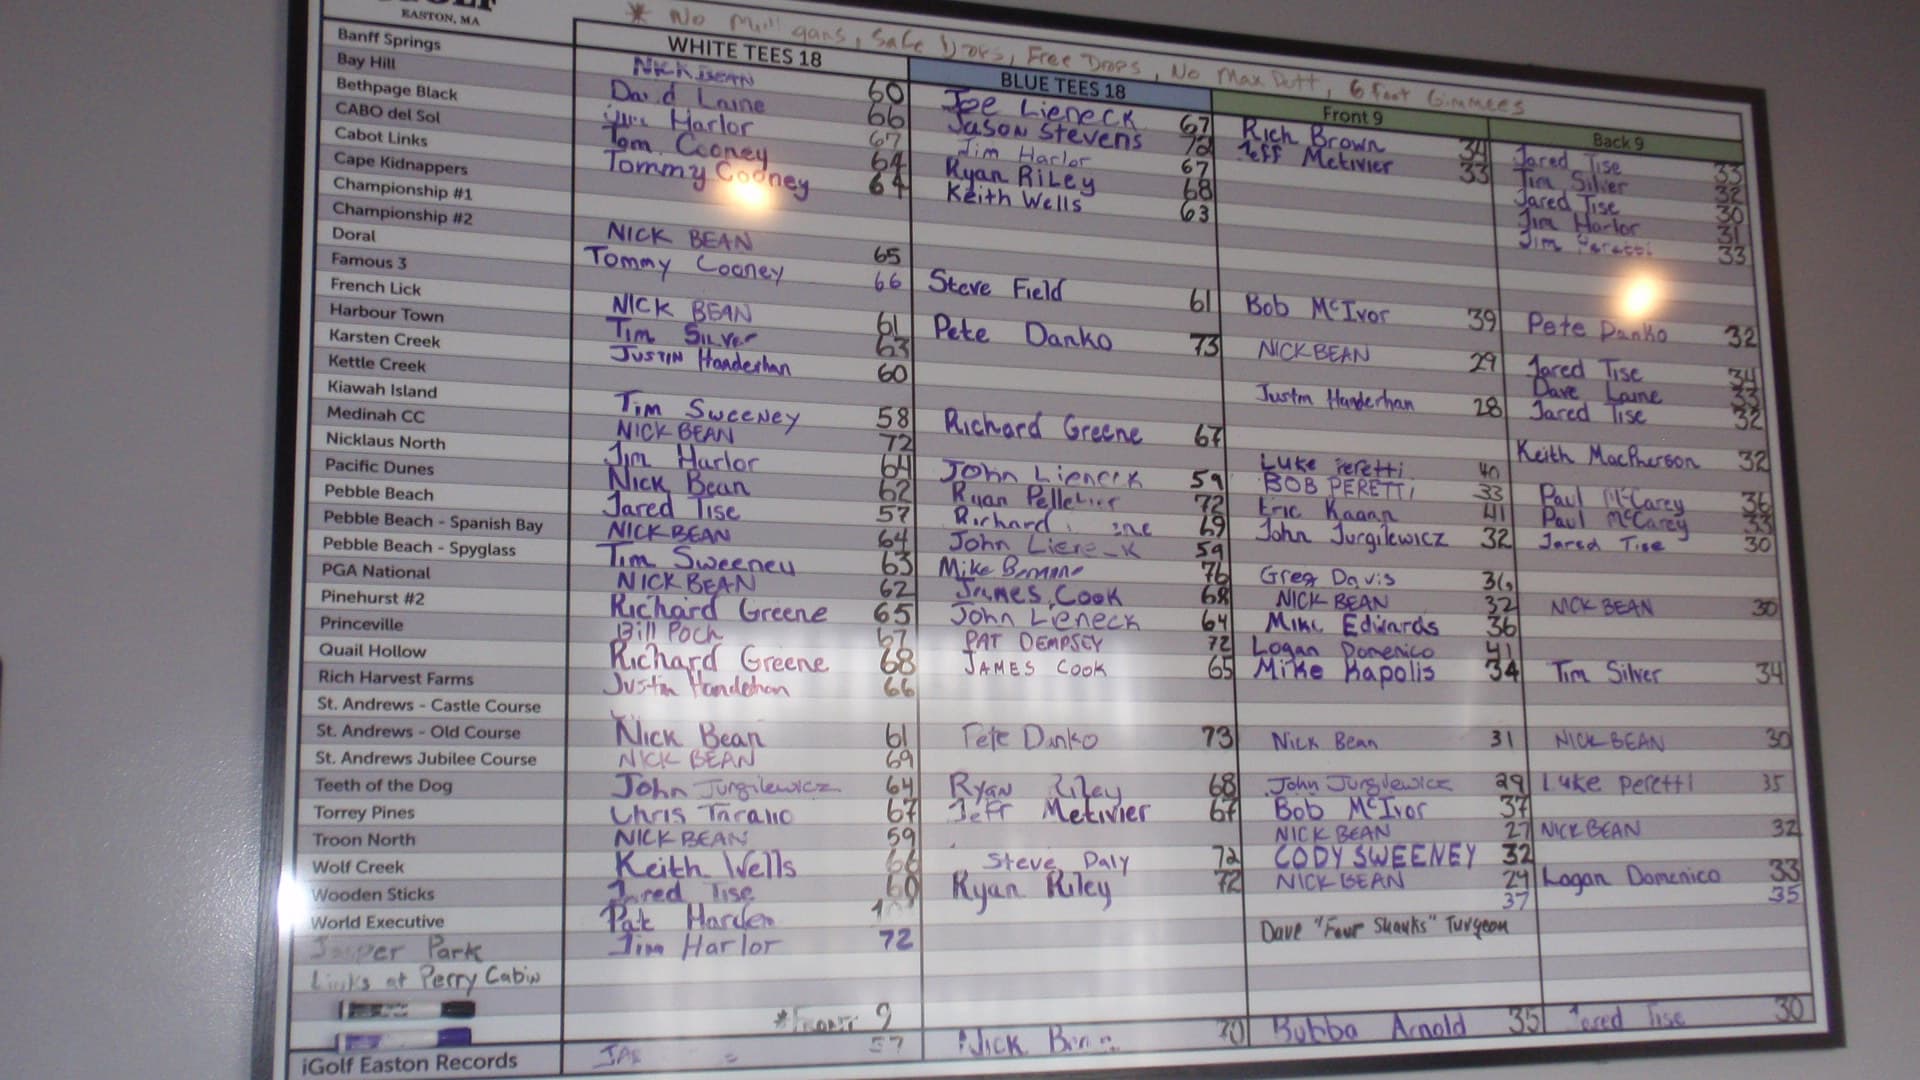 EASTON, MA
* No Mulligans, Safe Drops, Free Drops, No Max Putt, 6 Foot Gimmees
Banff Springs
Bay Hill
Bethpage Black
CABO del Sol
Cabot Links
Cape Kidnappers
Championship #1
Championship #2
Doral
Famous 3
French Lick
Harbour Town
Karsten Creek
Kettle Creek
Kiawah Island
Medinah CC
Nicklaus North
Pacific Dunes
Pebble Beach
Pebble Beach - Spanish Bay
Pebble Beach - Spyglass
PGA National
Pinehurst #2
Princeville
Quail Hollow
Rich Harvest Farms
St. Andrews - Castle Course
St. Andrews - Old Course
St. Andrews Jubilee Course
Teeth of the Dog
Torrey Pines
Troon North
Wolf Creek
Wooden Sticks
World Executive
Jasper Park
Links at Perry Cabin
iGolf Easton Records
WHITE TEES 18
NICK BEAN 60
David Laine 66
Jim Harlor 67
Tom Cooney 64
Tommy Cooney 64
NICK BEAN 65
Tommy Cooney 66
NICK BEAN 61
Tim Silver 63
Justin Handerhan 60
Tim Sweeney 58
NICK BEAN 72
Jim Harlor 64
Nick Bean 62
Jared Tise 57
NICK BEAN 64
Tim Sweeney 63
NICK BEAN 62
Richard Greene 65
Bill Poch 67
Richard Greene 68
Justin Handerhan 66
Nick Bean 61
NICK BEAN 69
John Jurgilewicz 64
Chris Tarallo 67
NICK BEAN 59
Keith Wells 66
Jared Tise 60
Pat Harden
Jim Harlor 72
*Front 9
57
BLUE TEES 18
Joe Lieneck 67
Jason Stevens 72
Jim Harlor 67
Ryan Riley 68
Keith Wells 63
Steve Field 61
Pete Danko 73
Richard Greene 67
John Lieneck 59
Ryan Pelletier 72
Richard 69
John Lieneck 59
Mike 76
James Cook 68
John Lieneck 64
PAT DEMPSEY 72
JAMES COOK 65
Pete Danko 73
Ryan Riley 68
Jeff Metivier 67
Steve Daly 72
Ryan Riley 72
Nick
Front 9
Rich Brown 34
Jeff Metivier 33
Bob McIvor 39
NICK BEAN 29
Justin Handerhan 28
Luke Peretti 40
BOB PERETTI 33
Eric Kagan 41
John Jurgilewicz 32
Greg Davis 36
NICK BEAN 32
Mike Edwards 36
Logan Domenico 41
Mike Kapolis 34
Nick Bean 31
John Jurgilewicz 29
Bob McIvor 37
NICK BEAN 27
CODY SWEENEY 32
NICK BEAN 29
37
Dave "Four Shanks" Turgeon
Bubba Arnold 35
Back 9
Jared Tise 33
Tim Silver 32
Jared Tise 30
Jim Harlor 31
Jim 33
Pete Danko 32
Jared Tise 34
Dave Laine 33
Jared Tise 32
Keith MacPherson 32
Paul McCarey 36
Paul McCarey 33
Jared Tise 30
NICK BEAN 30
Tim Silver 34
NICK BEAN 30
Luke Peretti 35
NICK BEAN 32
Logan Domenico 33
35
Jared Tise 30